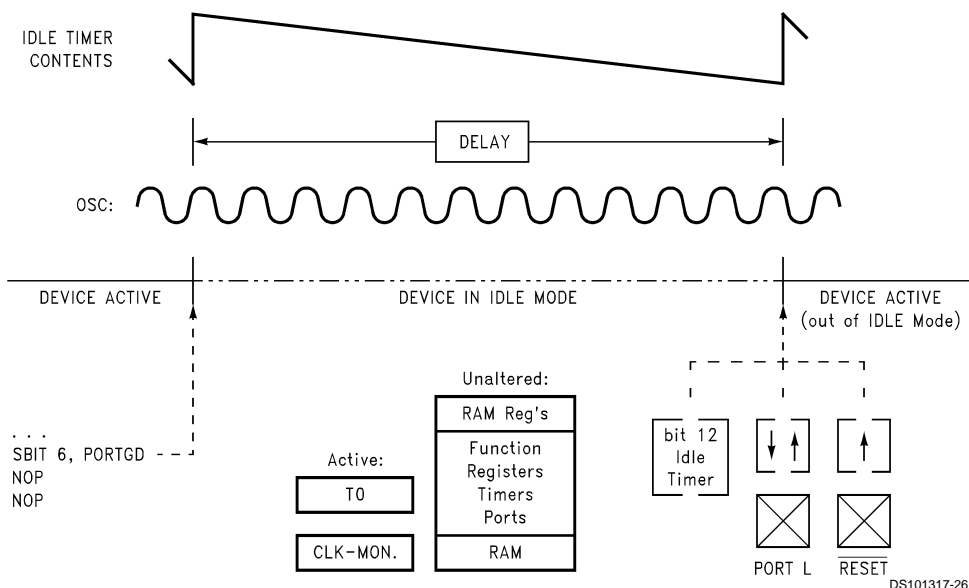 IDLE TIMER
CONTENTS
DELAY
OSC:
DEVICE ACTIVE
DEVICE IN IDLE MODE
DEVICE ACTIVE
(out of IDLE Mode)
. . .
SBIT 6, PORTGD
NOP
NOP
Active:
T0
CLK-MON.
Unaltered:
RAM Reg's
Function
Registers
Timers
Ports
RAM
bit 12
Idle
Timer
PORT L
RESET
DS101317-26